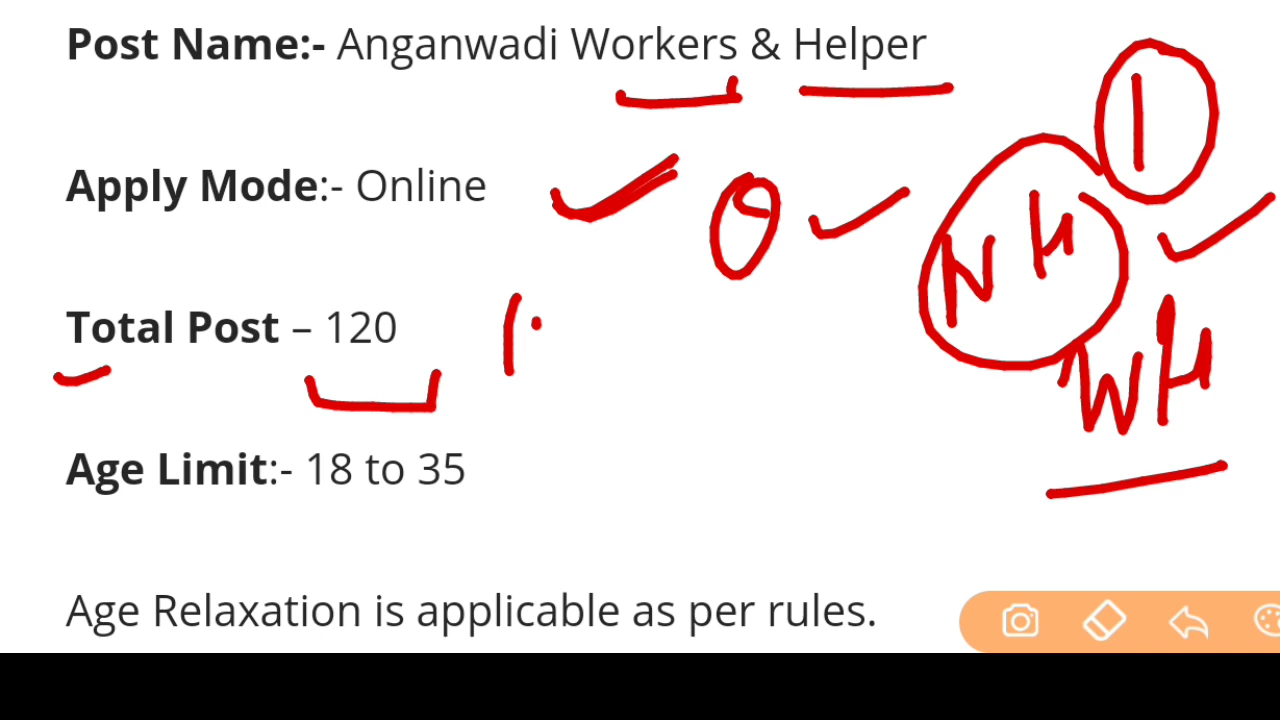 Post Name:- Anganwadi Workers & Helper
Apply Mode:- Online
Total Post – 120
Age Limit:- 18 to 35
Age Relaxation is applicable as per rules.